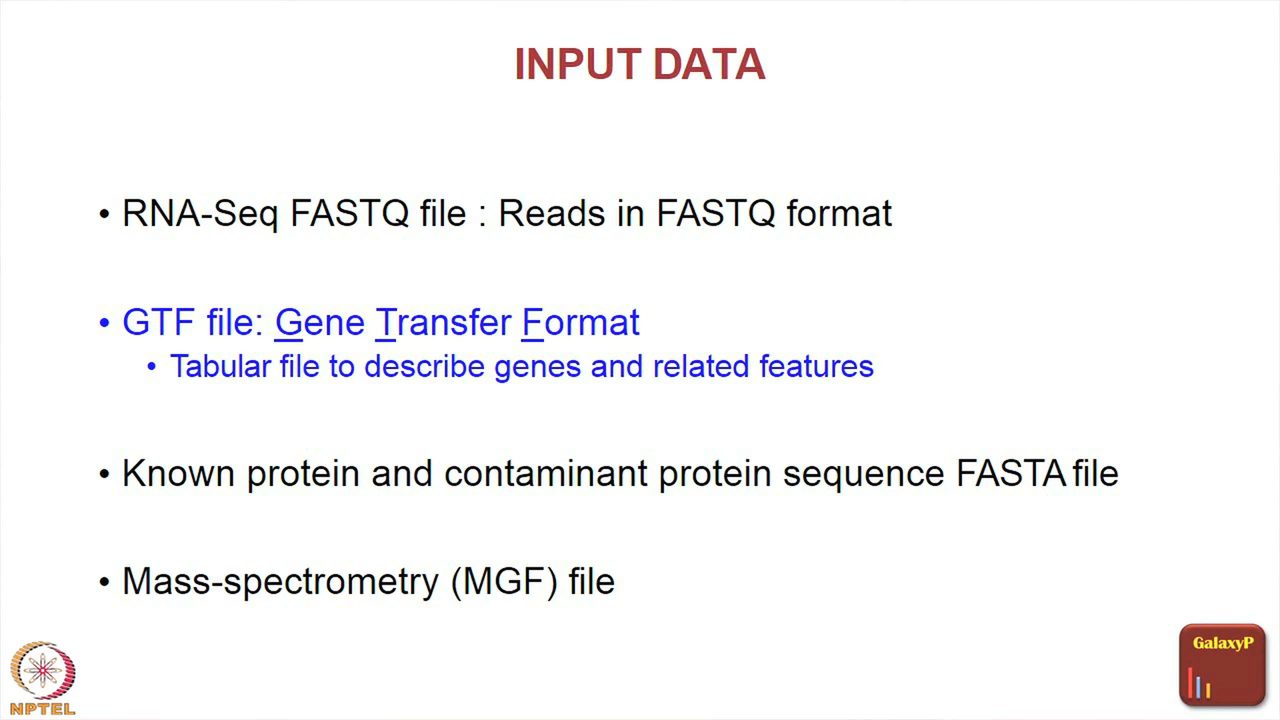 INPUT DATA
• RNA-Seq FASTQ file : Reads in FASTQ format
• GTF file: Gene Transfer Format
• Tabular file to describe genes and related features
• Known protein and contaminant protein sequence FASTA file
• Mass-spectrometry (MGF) file
GalaxyP
NPTEL